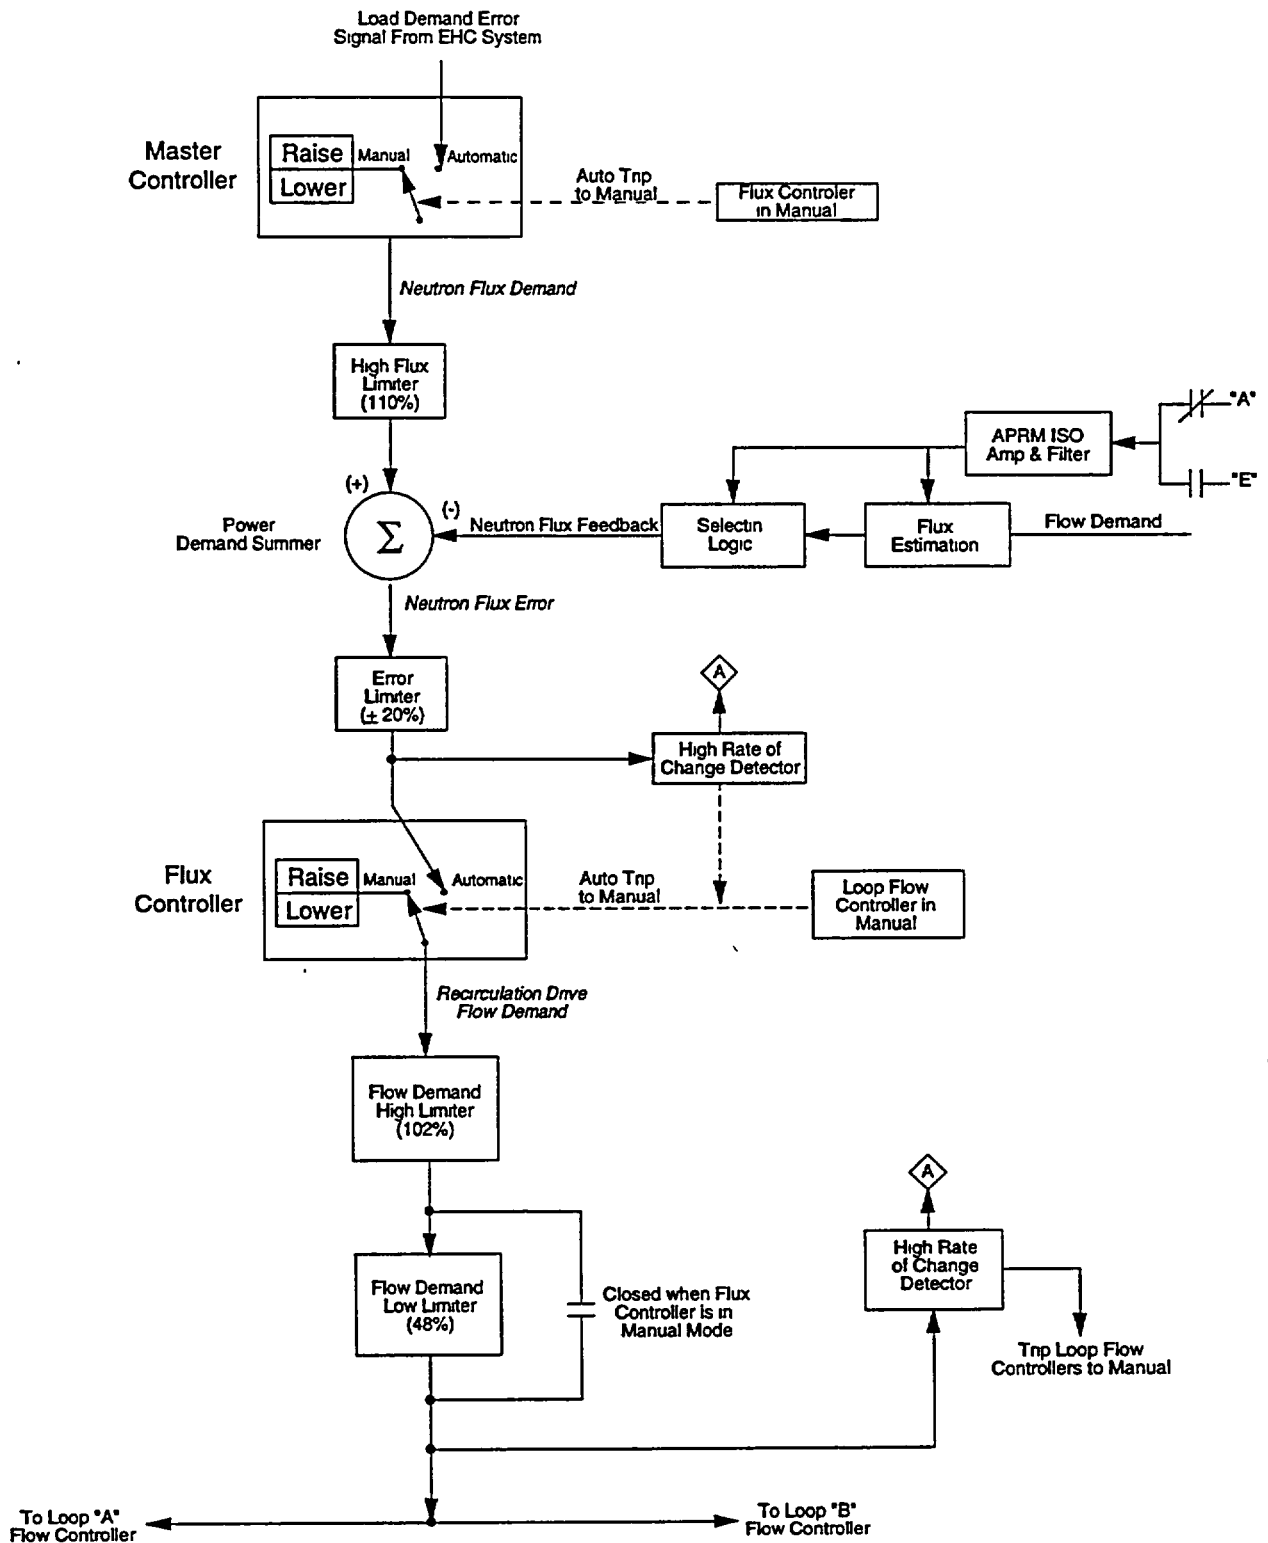 Load Demand Error
Signal From EHC System
Master
Controller
Raise
Lower
Manual
Automatic
Auto Trip
to Manual
Flux Controler
in Manual
Neutron Flux Demand
High Flux
Limiter
(110%)
APRM ISO
Amp & Filter
"A"
"E"
(+)
(-)
Power
Demand Summer
Σ
Neutron Flux Feedback
Selectin
Logic
Flux
Estimation
Flow Demand
Neutron Flux Error
Error
Limiter
(± 20%)
A
High Rate of
Change Detector
Flux
Controller
Raise
Lower
Manual
Automatic
Auto Trip
to Manual
Loop Flow
Controller in
Manual
Recirculation Drive
Flow Demand
Flow Demand
High Limiter
(102%)
A
High Rate
of Change
Detector
Flow Demand
Low Limiter
(48%)
Closed when Flux
Controller is in
Manual Mode
Trip Loop Flow
Controllers to Manual
To Loop "A"
Flow Controller
To Loop "B"
Flow Controller